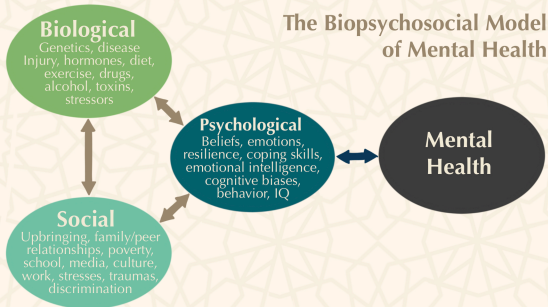 The Biopsychosocial Model
of Mental Health
Biological
Genetics, disease
Injury, hormones, diet,
exercise, drugs,
alcohol, toxins,
stressors
Psychological
Beliefs, emotions,
resilience, coping skills,
emotional intelligence,
cognitive biases,
behavior, IQ
Mental
Health
Social
Upbringing, family/peer
relationships, poverty,
school, media, culture,
work, stresses, traumas,
discrimination